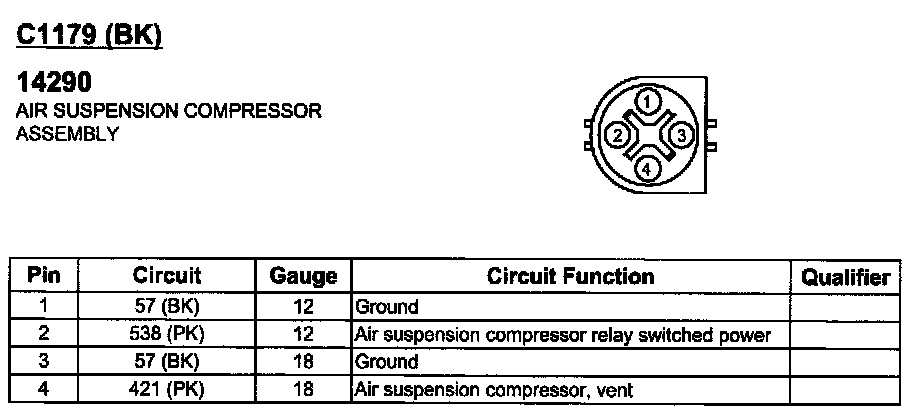 C1179 (BK)
14290
AIR SUSPENSION COMPRESSOR
ASSEMBLY
1
2 3
4
Pin Circuit Gauge Circuit Function Qualifier
1 57 (BK) 12 Ground
2 538 (PK) 12 Air suspension compressor relay switched power
3 57 (BK) 18 Ground
4 421 (PK) 18 Air suspension compressor, vent